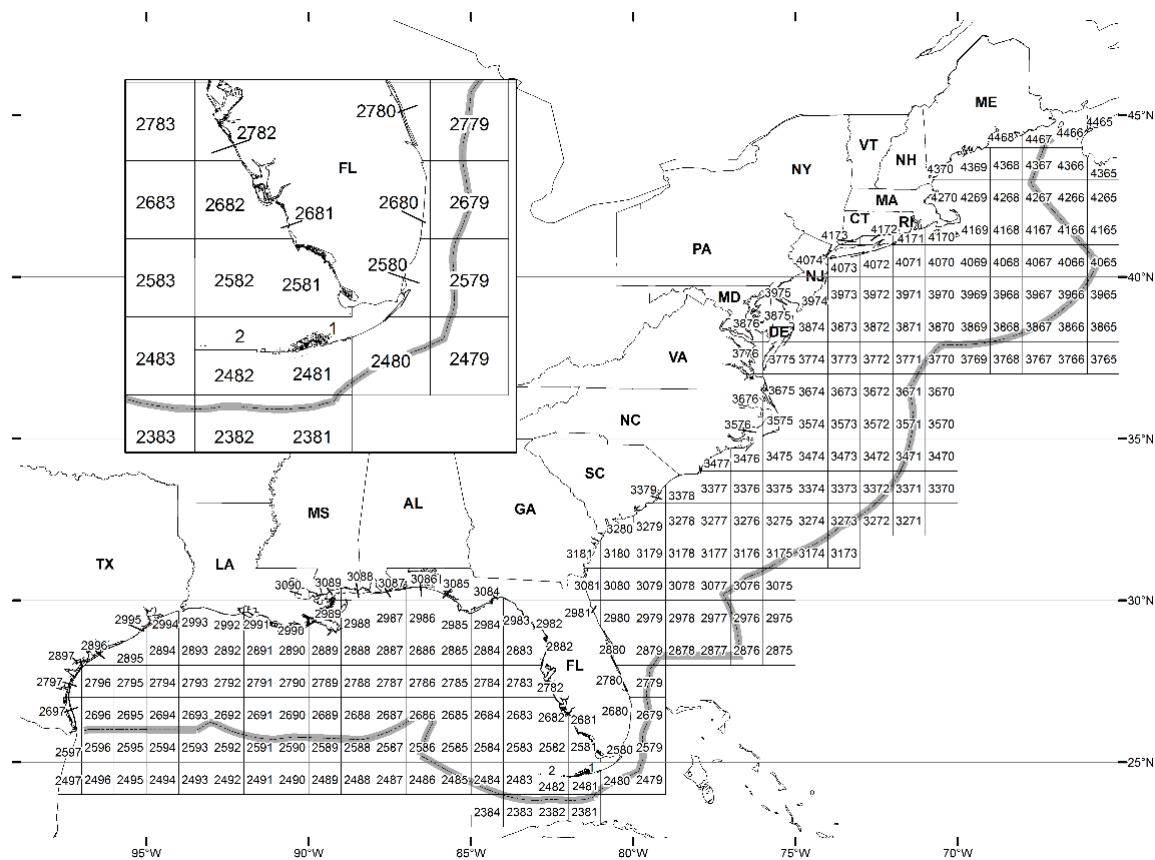 ME
45°N
4465
4466
4467
4468
VT
NH
NY
4370 4369 4368 4367 4366
4365
MA
4270 4269 4268 4267 4266 4265
CT
RI
4173 4172 4171 4170 4169 4168 4167 4166 4165
PA
4074 4073 4072 4071 4070 4069 4068 4067 4066 4065
NJ
40°N
MD
3975 3974 3973 3972 3971 3970 3969 3968 3967 3966 3965
3876 3875 3874 3873 3872 3871 3870 3869 3868 3867 3866 3865
DE
VA
3776 3775 3774 3773 3772 3771 3770 3769 3768 3767 3766 3765
3676 3675 3674 3673 3672 3671 3670
NC
3576 3575 3574 3573 3572 3571 3570
35°N
3477 3476 3475 3474 3473 3472 3471 3470
SC
3379 3378 3377 3376 3375 3374 3373 3372 3371 3370
3280 3279 3278 3277 3276 3275 3274 3273 3272 3271
3181 3180 3179 3178 3177 3176 3175 3174 3173
2783 2782 2780 2779
FL
2683 2682 2681 2680 2679
2583 2582 2581 2580 2579
2 1
2483 2482 2481 2480 2479
2383 2382 2381
TX
LA
MS
AL
GA
3090 3089 3088 3087 3086 3085 3084 3081 3080 3079 3078 3077 3076 3075
30°N
2995 2994 2993 2992 2991 2990 2989 2988 2987 2986 2985 2984 2983 2982 2981 2980 2979 2978 2977 2976 2975
2897 2896 2895 2894 2893 2892 2891 2890 2889 2888 2887 2886 2885 2884 2883 2882 2880 2879 2878 2877 2876 2875
FL
2797 2796 2795 2794 2793 2792 2791 2790 2789 2788 2787 2786 2785 2784 2783 2782 2780 2779
2697 2696 2695 2694 2693 2692 2691 2690 2689 2688 2687 2686 2685 2684 2683 2682 2681 2680 2679
2597 2596 2595 2594 2593 2592 2591 2590 2589 2588 2587 2586 2585 2584 2583 2582 2581 2580 2579
25°N
2 1
2497 2496 2495 2494 2493 2492 2491 2490 2489 2488 2487 2486 2485 2484 2483 2482 2481 2480 2479
2384 2383 2382 2381
95°W 90°W 85°W 80°W 75°W 70°W